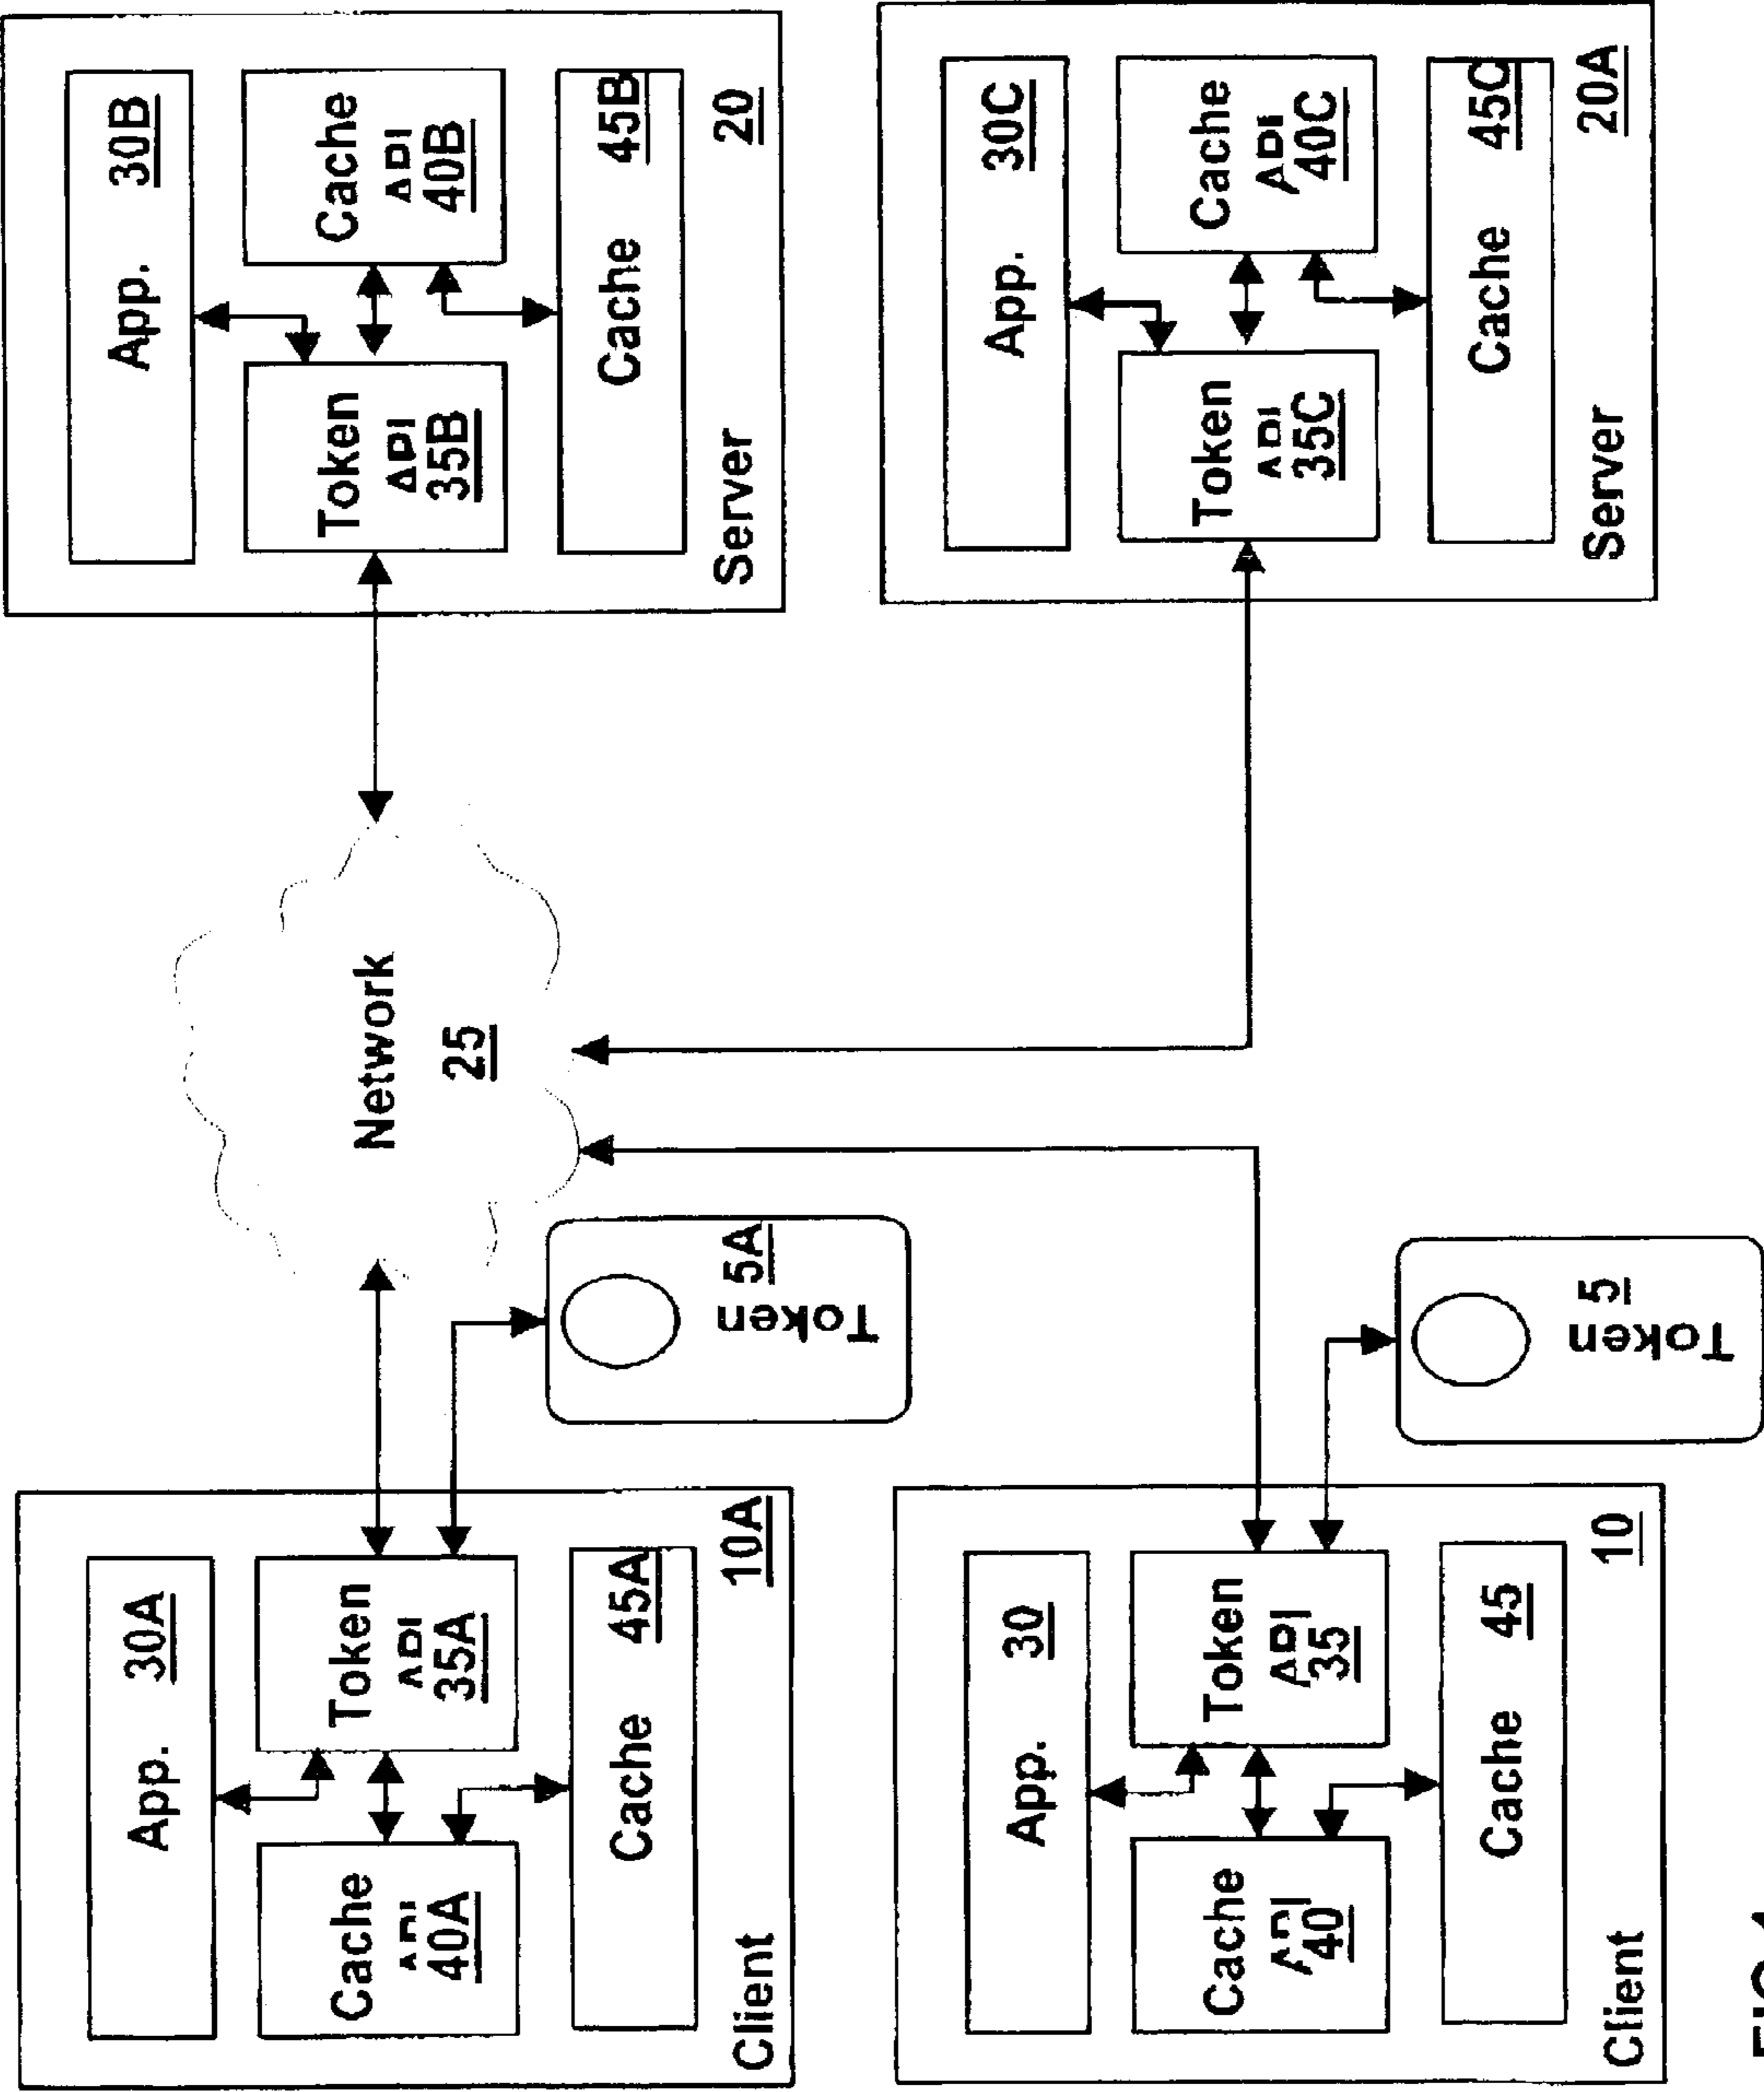 App. 30A
Cache
API
40A
Token
API
35A
Cache 45A
Client 10A
Token 5A
Network
25
App. 30B
Token
API
35B
Cache
API
40B
Cache 45B
Server 20
App. 30
Cache
API
40
Token
API
35
Cache 45
Client 10
Token 5
App. 30C
Token
API
35C
Cache
API
40C
Cache 45C
Server 20A